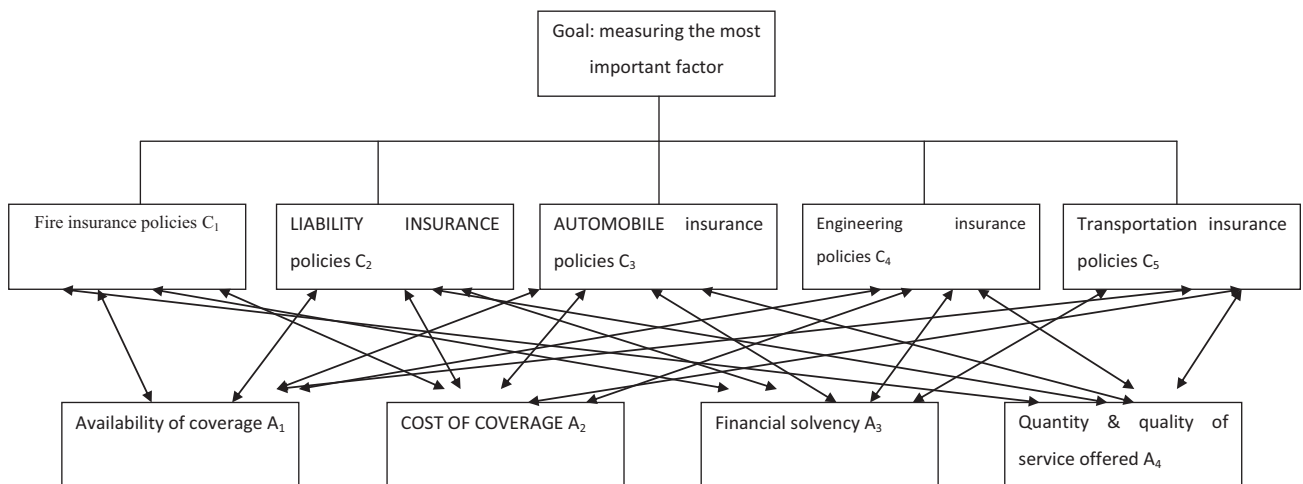 Goal: measuring the most
important factor
Fire insurance policies C1
LIABILITY INSURANCE
policies C2
AUTOMOBILE insurance
policies C3
Engineering insurance
policies C4
Transportation insurance
policies C5
Availability of coverage A1
COST OF COVERAGE A2
Financial solvency A3
Quantity & quality of
service offered A4